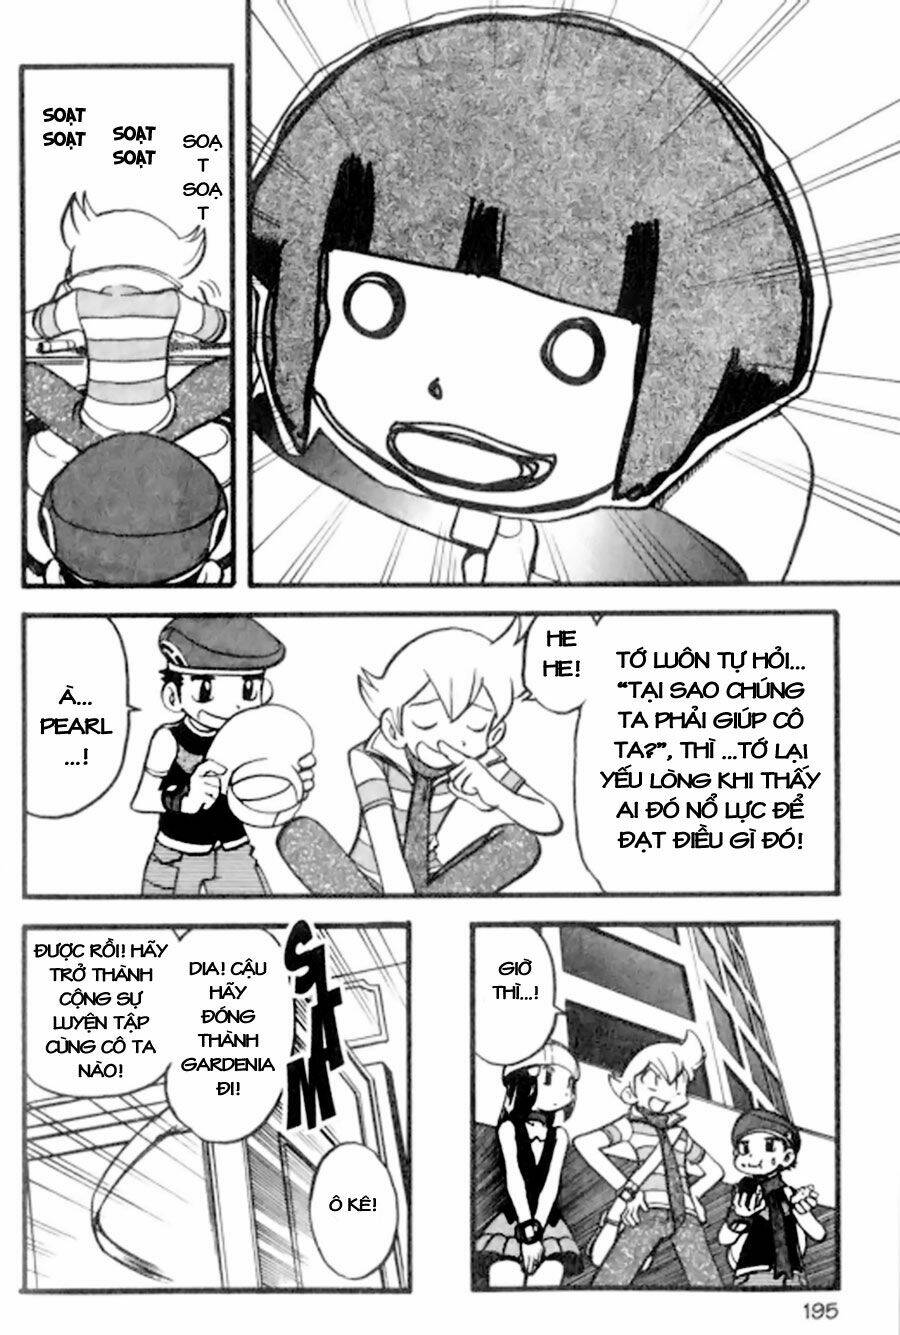 SOẠT
SOẠT
SOẠT
SOẠT
SOẠ
T
SOẠ
T
À...
PEARL
...!
HE
HE!
TỚ LUÔN TỰ HỎI...
“TẠI SAO CHÚNG
TA PHẢI GIÚP CÔ
TA?”, THÌ ...TỚ LẠI
YẾU LÒNG KHI THẤY
AI ĐÓ NỔ LỰC ĐỂ
ĐẠT ĐIỀU GÌ ĐÓ!
ĐƯỢC RỒI! HÃY
TRỞ THÀNH
CỘNG SỰ
LUYỆN TẬP
CÙNG CÔ TA
NÀO!
DIA! CẬU
HÃY
ĐÓNG
THÀNH
GARDENIA
ĐI!
SLAM
Ô KÊ!
GIỜ
THÌ...!
195